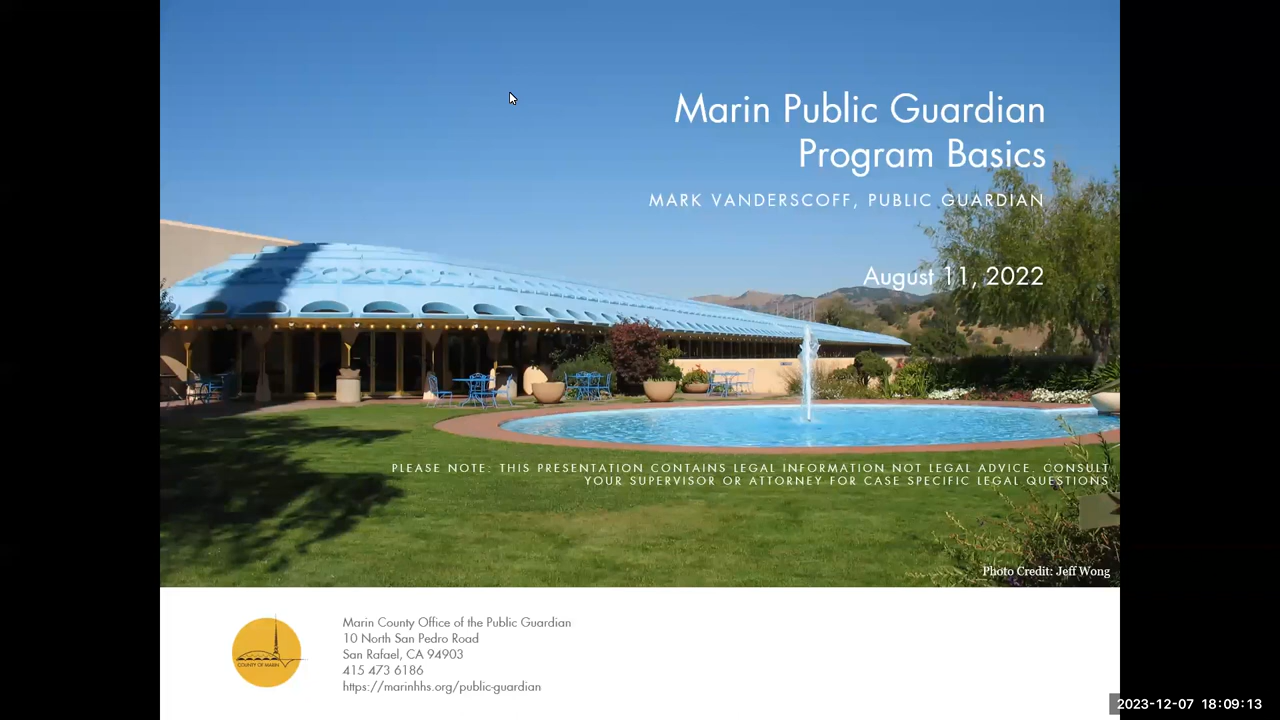 Marin Public Guardian
Program Basics
MARK VANDERSCOFF, PUBLIC GUARDIAN
August 11, 2022
PLEASE NOTE: THIS PRESENTATION CONTAINS LEGAL INFORMATION NOT LEGAL ADVICE. CONSULT
YOUR SUPERVISOR OR ATTORNEY FOR CASE SPECIFIC LEGAL QUESTIONS
Photo Credit: Jeff Wong
COUNTY OF MARIN
Marin County Office of the Public Guardian
10 North San Pedro Road
San Rafael, CA 94903
415 473 6186
https://marinhhs.org/public-guardian
2023-12-07 18:09:13